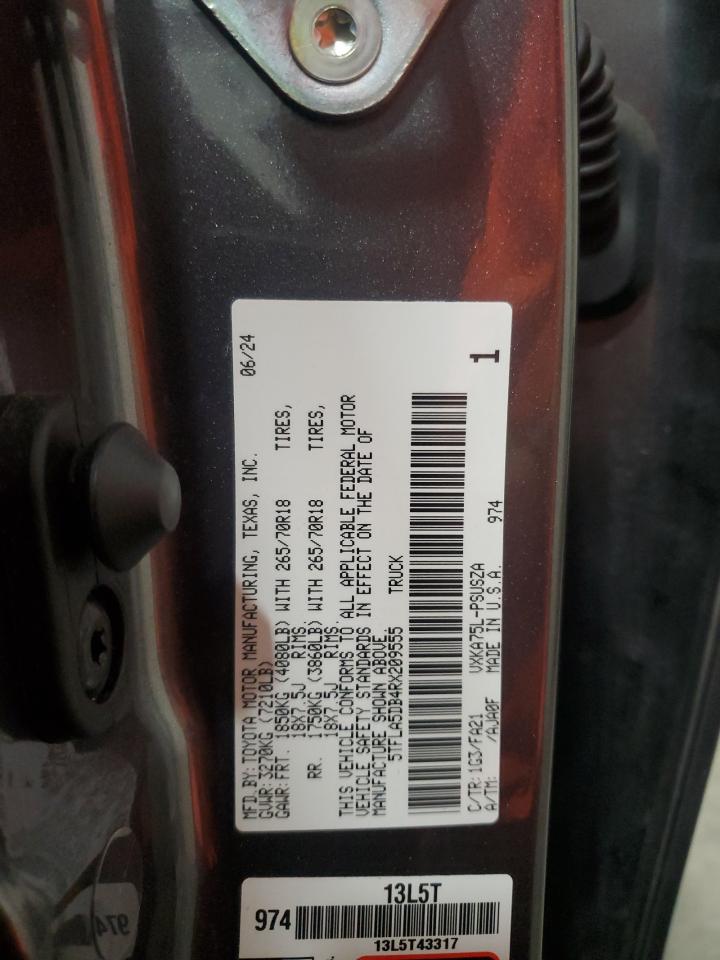 MFD.BY:TOYOTA MOTOR MANUFACTURING, TEXAS, INC. 06/24
GVWR:3270KG (7210LB)
GAWR:FRT. 1850KG (4080LB) WITH 265/70R18 TIRES,
18X7.5J RIMS
RR. 1750KG (3860LB) WITH 265/70R18 TIRES,
18X7.5J RIMS.
THIS VEHICLE CONFORMS TO ALL APPLICABLE FEDERAL MOTOR
VEHICLE SAFETY STANDARDS IN EFFECT ON THE DATE OF
MANUFACTURE SHOWN ABOVE.
5TFLA5DB4RX209555 TRUCK
C/TR:1G3/FA21 VXKA75L-PSUSZA
A/TM: /AJA0F MADE IN U.S.A. 974
1
13L5T
974
13L5T43317
974